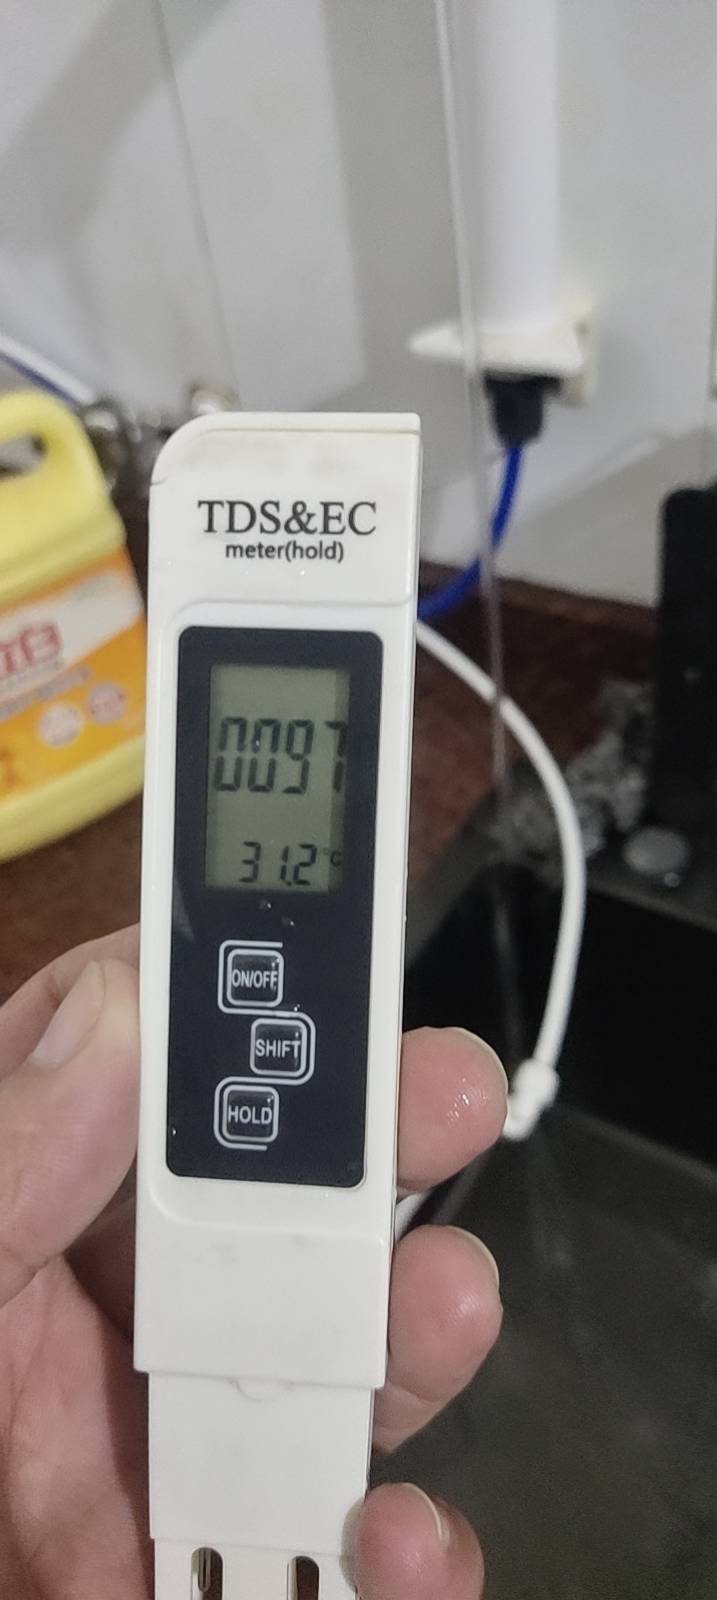 TDS&EC
meter(hold)
0097
31.2 °C
ON/OFF
SHIFT
HOLD